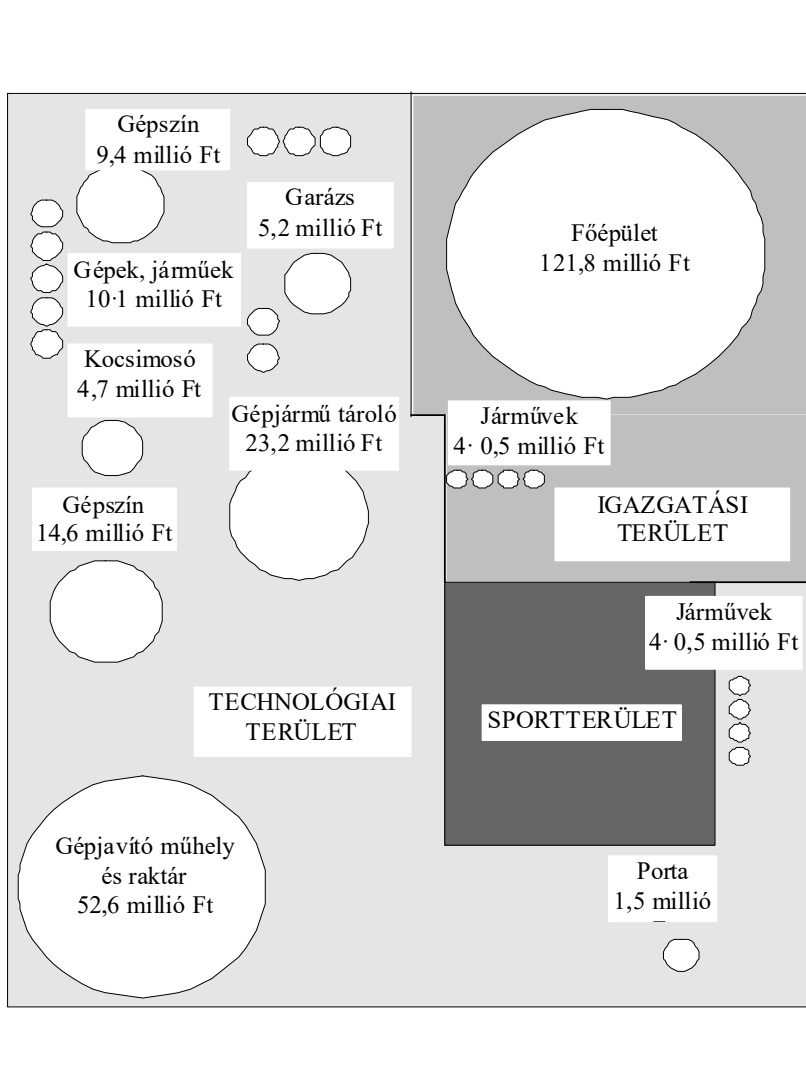 Gépszín
9,4 millió Ft
Garázs
5,2 millió Ft
Főépület
121,8 millió Ft
Gépek, járműek
10·1 millió Ft
Kocsimosó
4,7 millió Ft
Gépjármű tároló
23,2 millió Ft
Járművek
4· 0,5 millió Ft
Gépszín
14,6 millió Ft
IGAZGATÁSI
TERÜLET
Járművek
4· 0,5 millió Ft
TECHNOLÓGIAI
TERÜLET
SPORTTERÜLET
Gépjavító műhely
és raktár
52,6 millió Ft
Porta
1,5 millió